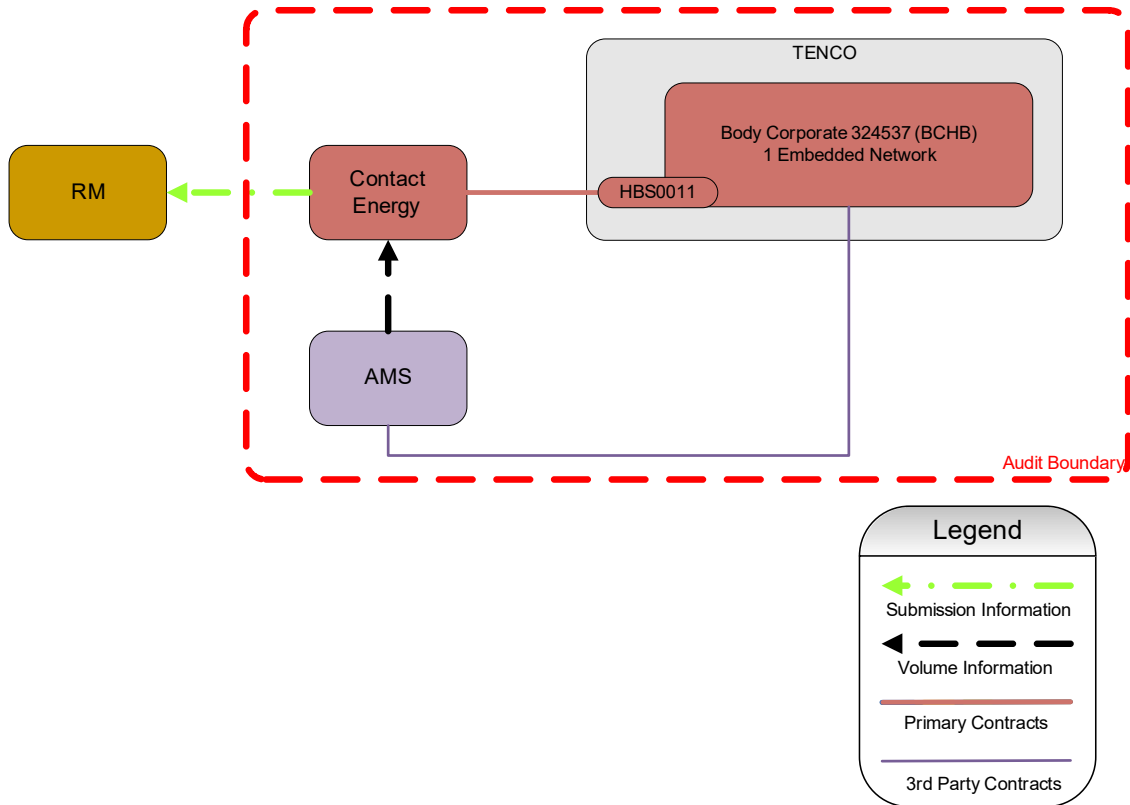 TENCO
Body Corporate 324537 (BCHB)
1 Embedded Network
HBS0011
RM
Contact
Energy
AMS
Audit Boundary
Legend
Submission Information
Volume Information
Primary Contracts
3rd Party Contracts